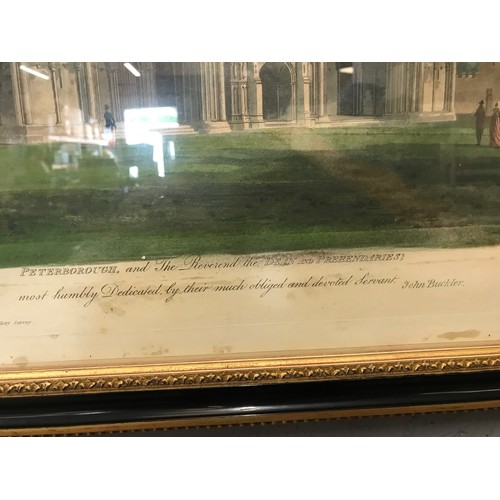 PETERBOROUGH, and The Reverend the DEAN AND PREBENDARIES;
most humbly Dedicated, by their much obliged and devoted Servant. John Buckler.
Surrey